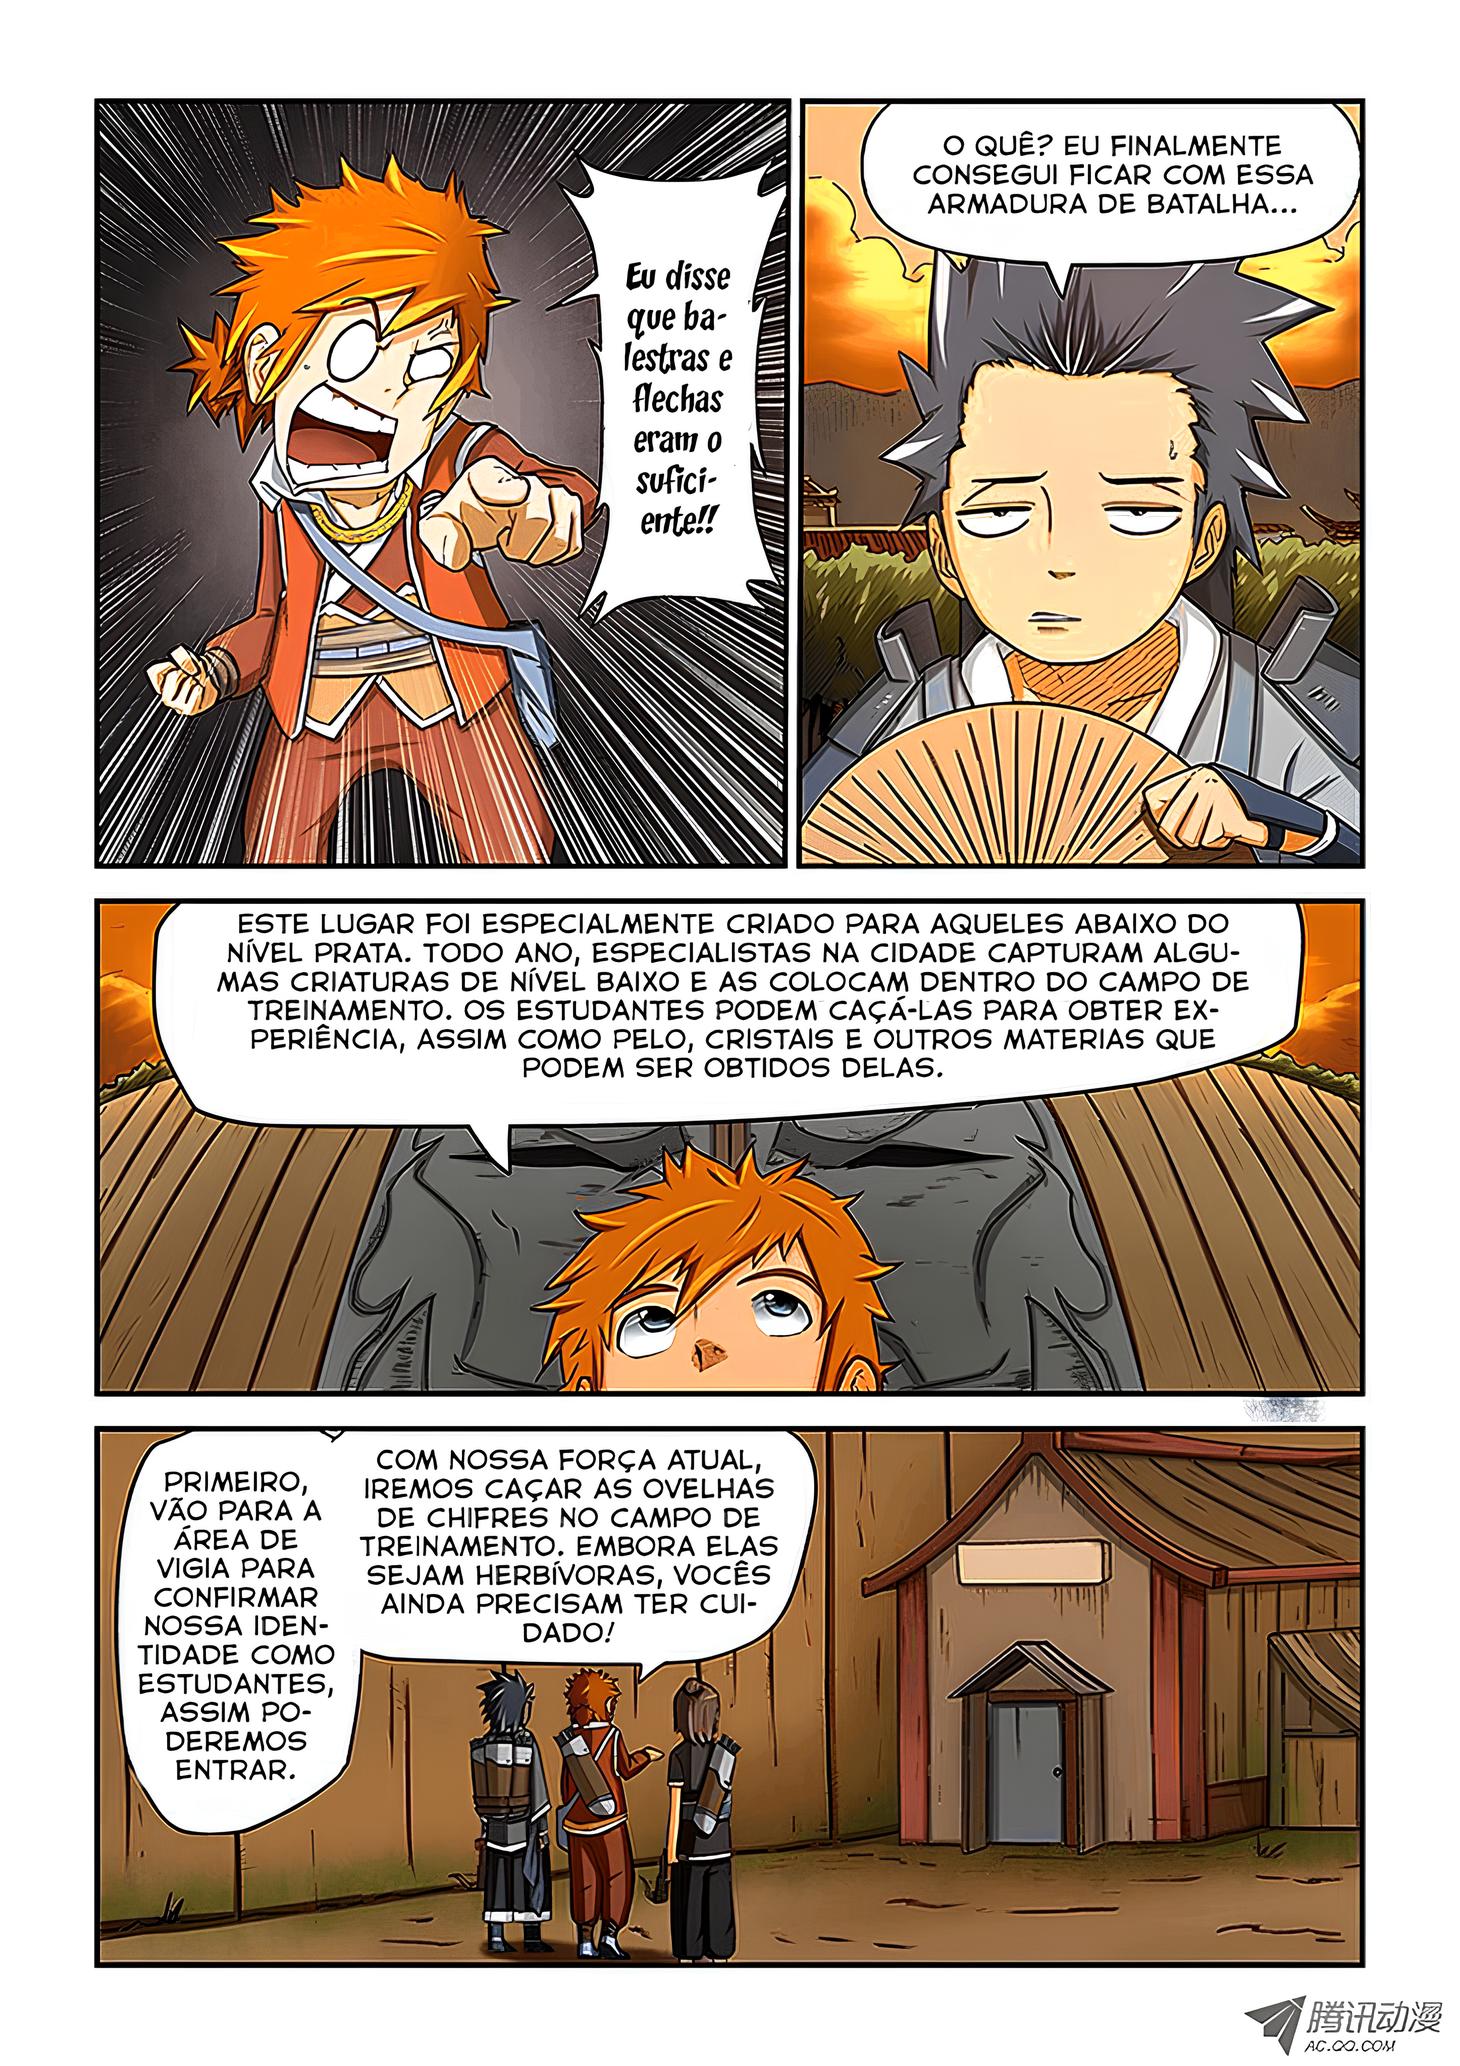 Eu disse
que ba-
lestras e
flechas
eram o
sufici-
ente!!
O QUÊ? EU FINALMENTE
CONSEGUI FICAR COM ESSA
ARMADURA DE BATALHA...
ESTE LUGAR FOI ESPECIALMENTE CRIADO PARA AQUELES ABAIXO DO
NÍVEL PRATA. TODO ANO, ESPECIALISTAS NA CIDADE CAPTURAM ALGU-
MAS CRIATURAS DE NÍVEL BAIXO E AS COLOCAM DENTRO DO CAMPO DE
TREINAMENTO. OS ESTUDANTES PODEM CAÇÁ-LAS PARA OBTER EX-
PERIÊNCIA, ASSIM COMO PELO, CRISTAIS E OUTROS MATERIAS QUE
PODEM SER OBTIDOS DELAS.
PRIMEIRO,
VÃO PARA A
ÁREA DE
VIGIA PARA
CONFIRMAR
NOSSA IDEN-
TIDADE COMO
ESTUDANTES,
ASSIM PO-
DEREMOS
ENTRAR.
COM NOSSA FORÇA ATUAL,
IREMOS CAÇAR AS OVELHAS
DE CHIFRES NO CAMPO DE
TREINAMENTO. EMBORA ELAS
SEJAM HERBÍVORAS, VOCÊS
AINDA PRECISAM TER CUI-
DADO!
腾讯动漫
AC.QQ.COM